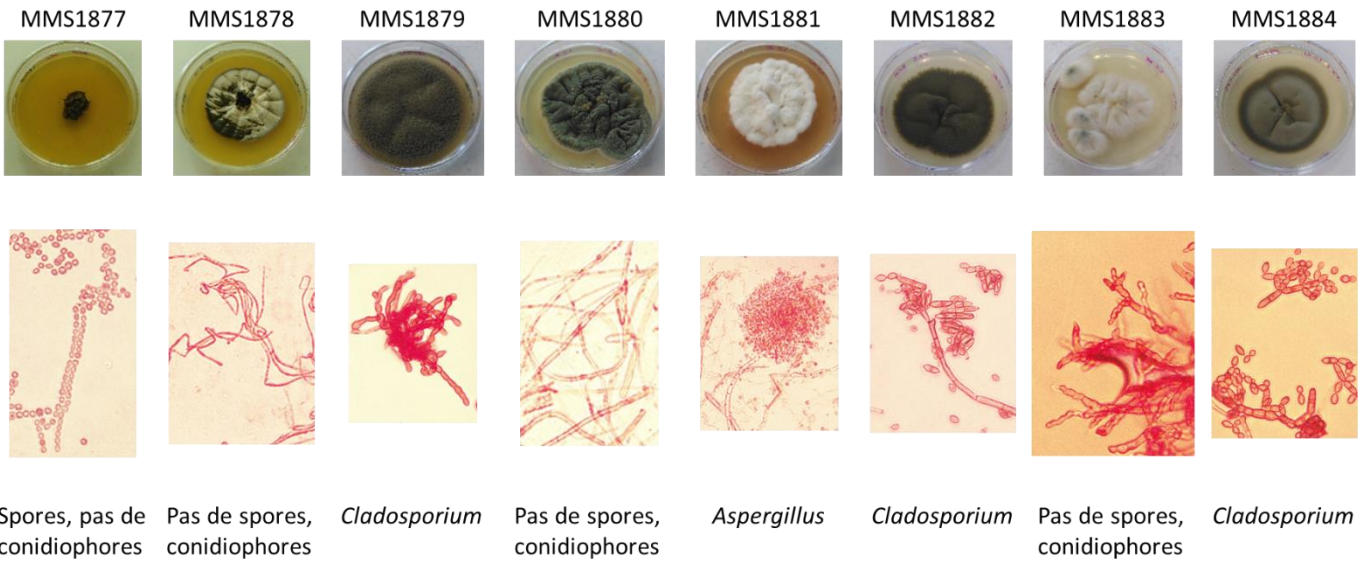 MMS1877 MMS1878 MMS1879 MMS1880 MMS1881 MMS1882 MMS1883 MMS1884
Spores, pas de conidiophores
Pas de spores, conidiophores
Cladosporium
Pas de spores, conidiophores
Aspergillus
Cladosporium
Pas de spores, conidiophores
Cladosporium